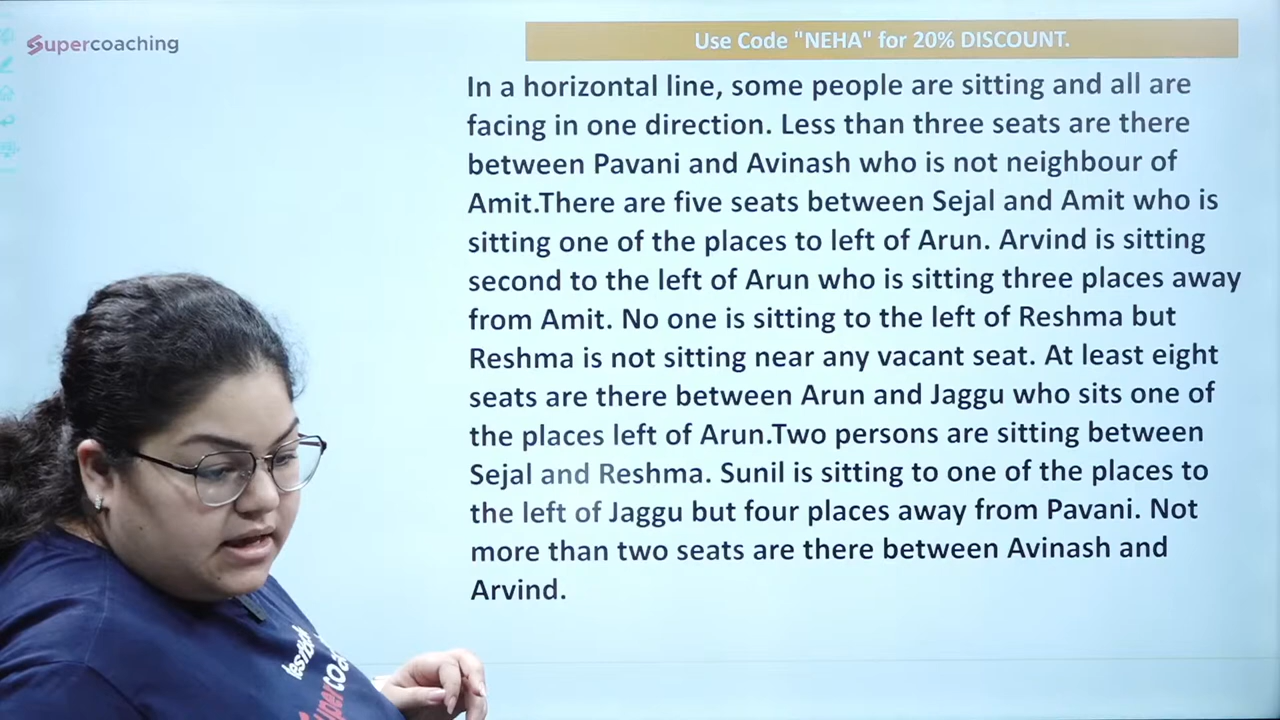 Supercoaching
Use Code "NEHA" for 20% DISCOUNT.
In a horizontal line, some people are sitting and all are
facing in one direction. Less than three seats are there
between Pavani and Avinash who is not neighbour of
Amit.There are five seats between Sejal and Amit who is
sitting one of the places to left of Arun. Arvind is sitting
second to the left of Arun who is sitting three places away
from Amit. No one is sitting to the left of Reshma but
Reshma is not sitting near any vacant seat. At least eight
seats are there between Arun and Jaggu who sits one of
the places left of Arun.Two persons are sitting between
Sejal and Reshma. Sunil is sitting to one of the places to
the left of Jaggu but four places away from Pavani. Not
more than two seats are there between Avinash and
Arvind.